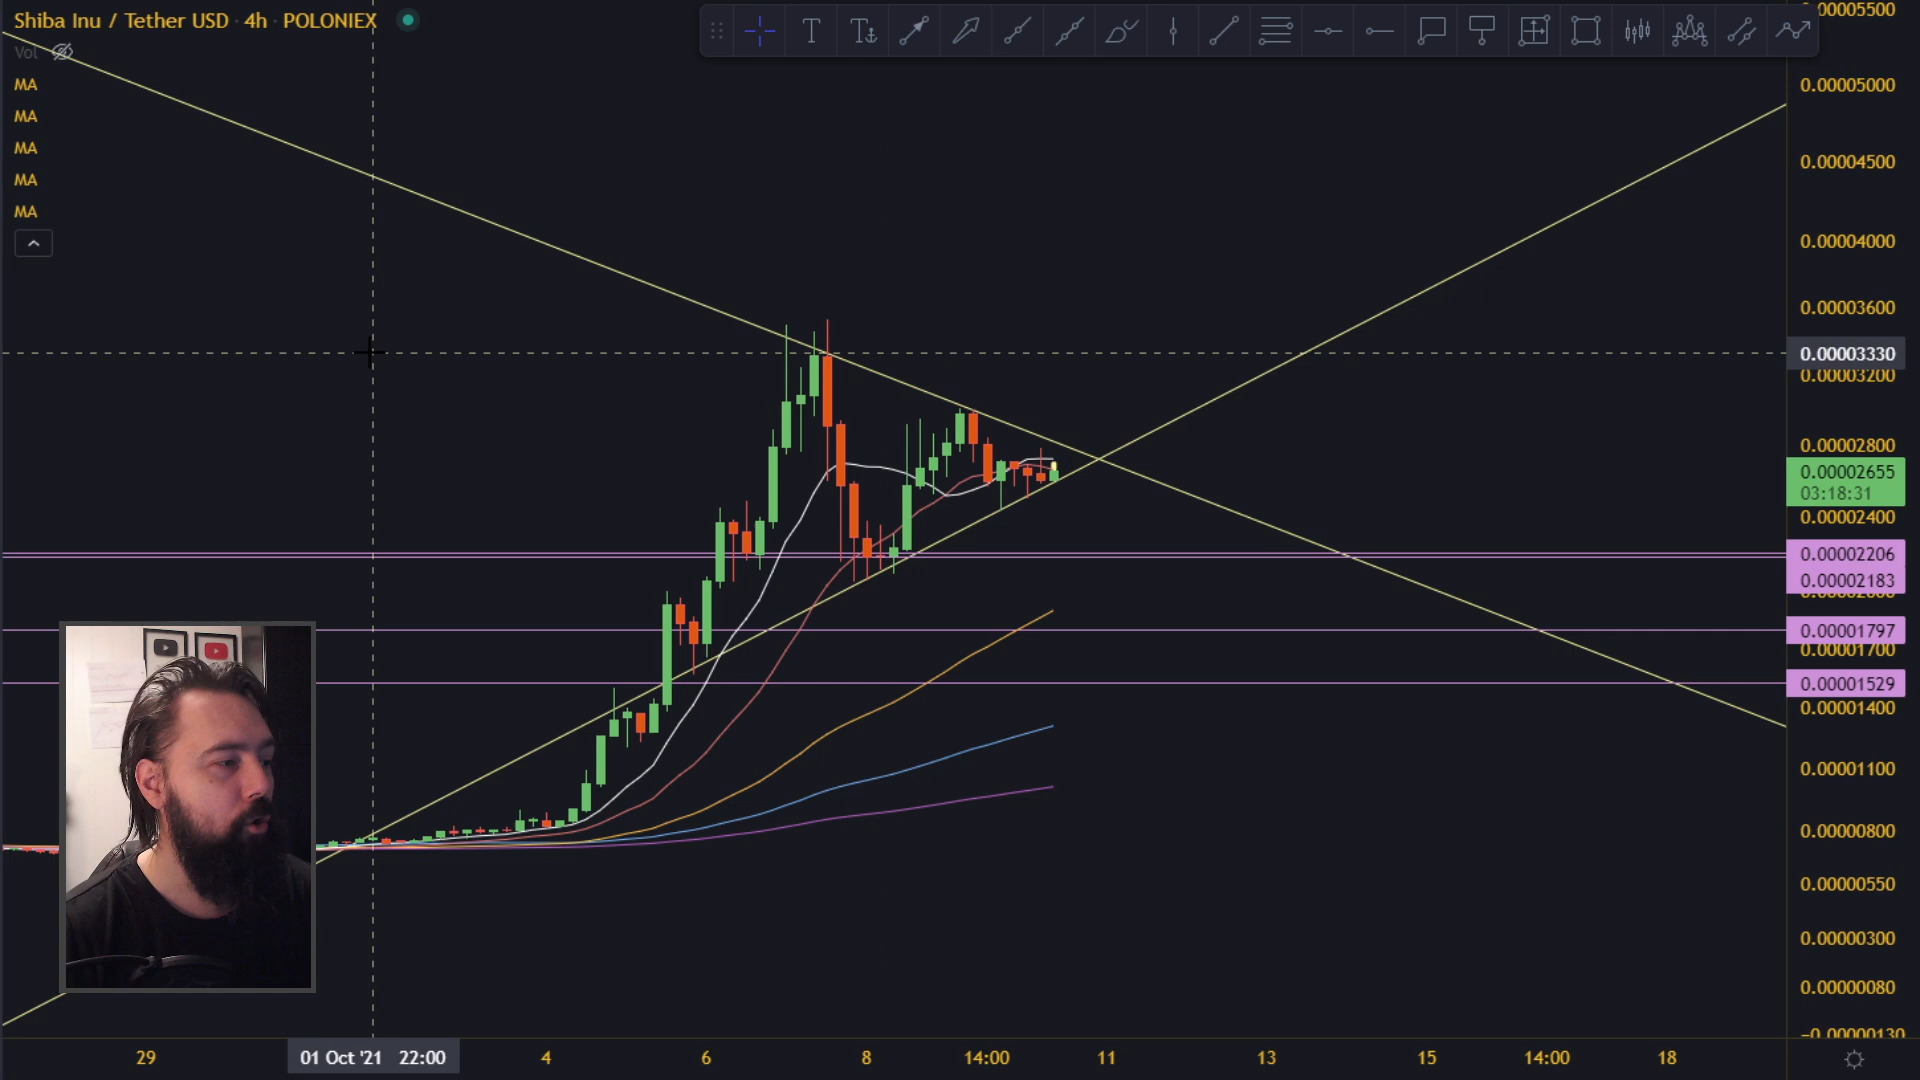 Shiba Inu / Tether USD · 4h · POLONIEX
Vol
MA
MA
MA
MA
MA
0.00005500
0.00005000
0.00004500
0.00004000
0.00003600
0.00003330
0.00003200
0.00002800
0.00002655
03:18:31
0.00002400
0.00002206
0.00002183
0.00001797
0.00001700
0.00001529
0.00001400
0.00001100
0.00000800
0.00000550
0.00000300
0.00000080
−0.00000130
29 01 Oct '21 22:00 4 6 8 14:00 11 13 15 14:00 18